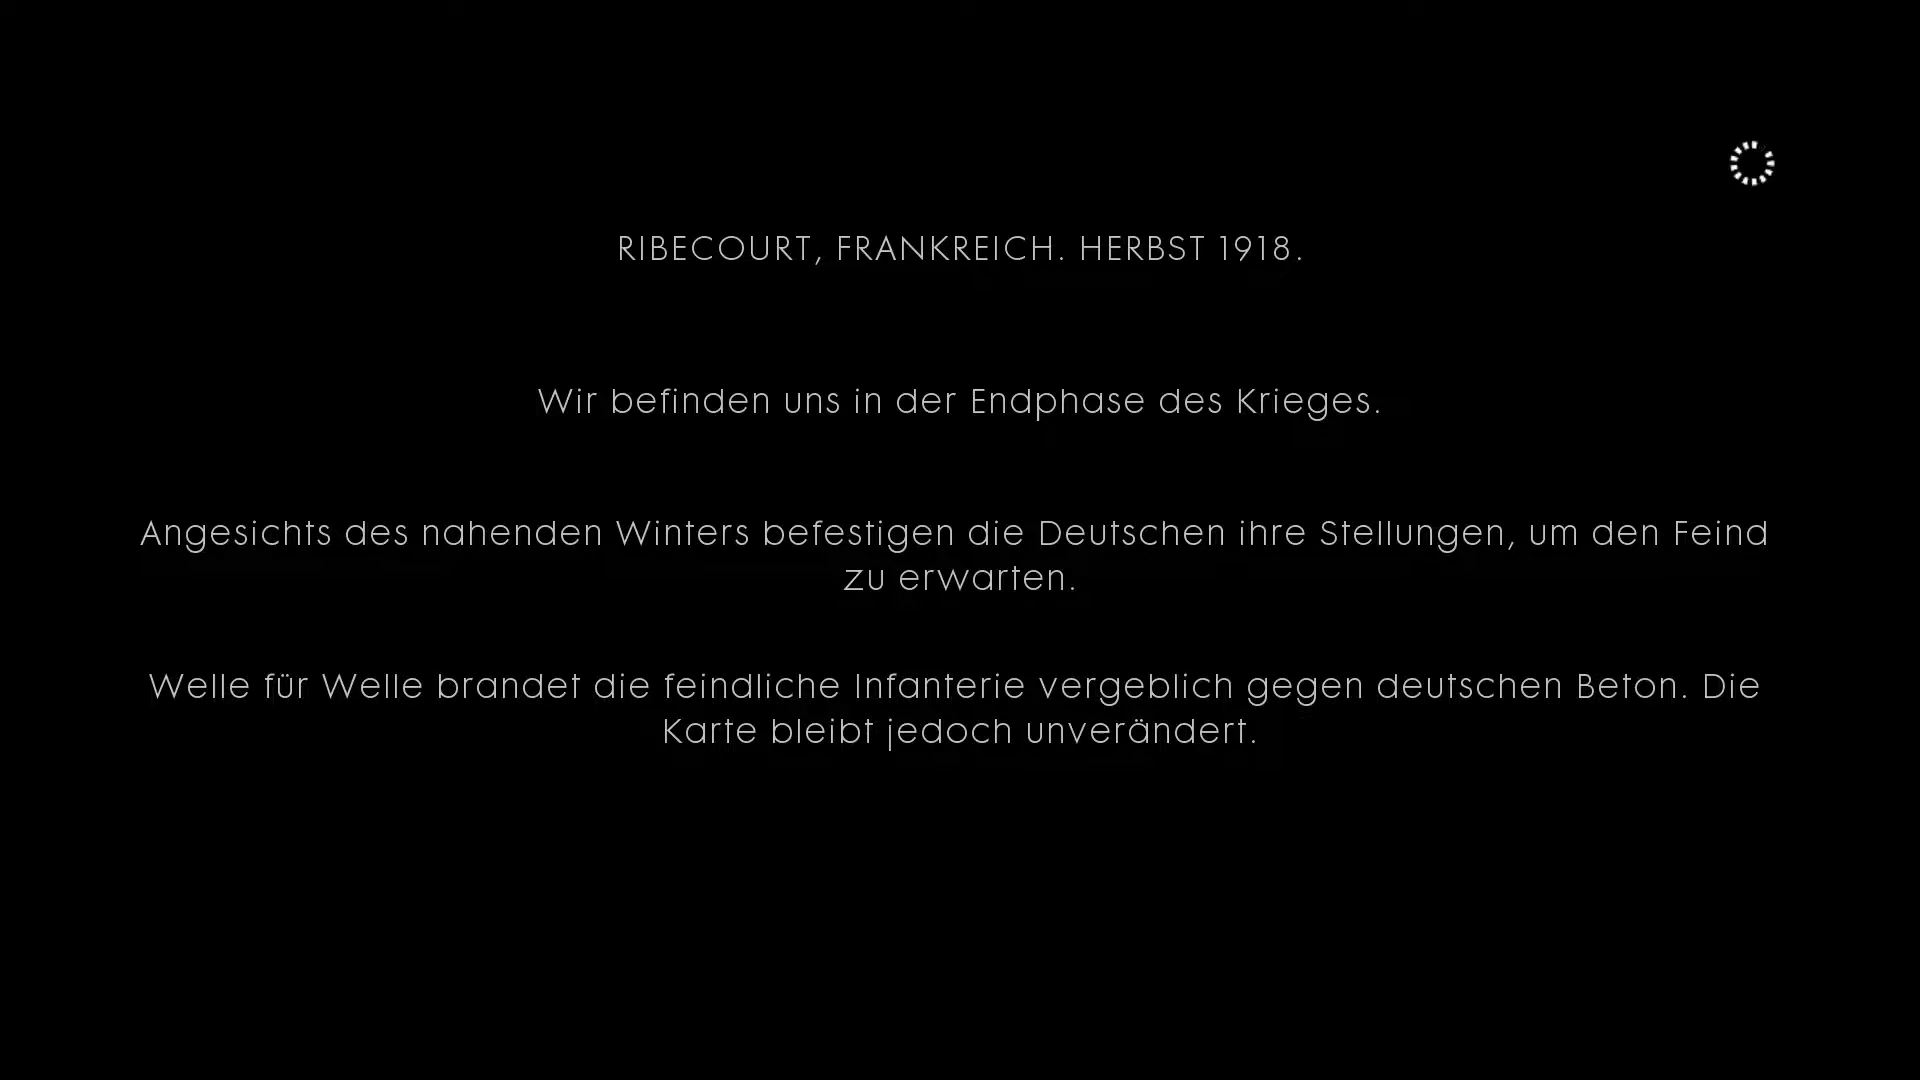 RIBECOURT, FRANKREICH. HERBST 1918.
Wir befinden uns in der Endphase des Krieges.
Angesichts des nahenden Winters befestigen die Deutschen ihre Stellungen, um den Feind
zu erwarten.
Welle für Welle brandet die feindliche Infanterie vergeblich gegen deutschen Beton. Die
Karte bleibt jedoch unverändert.